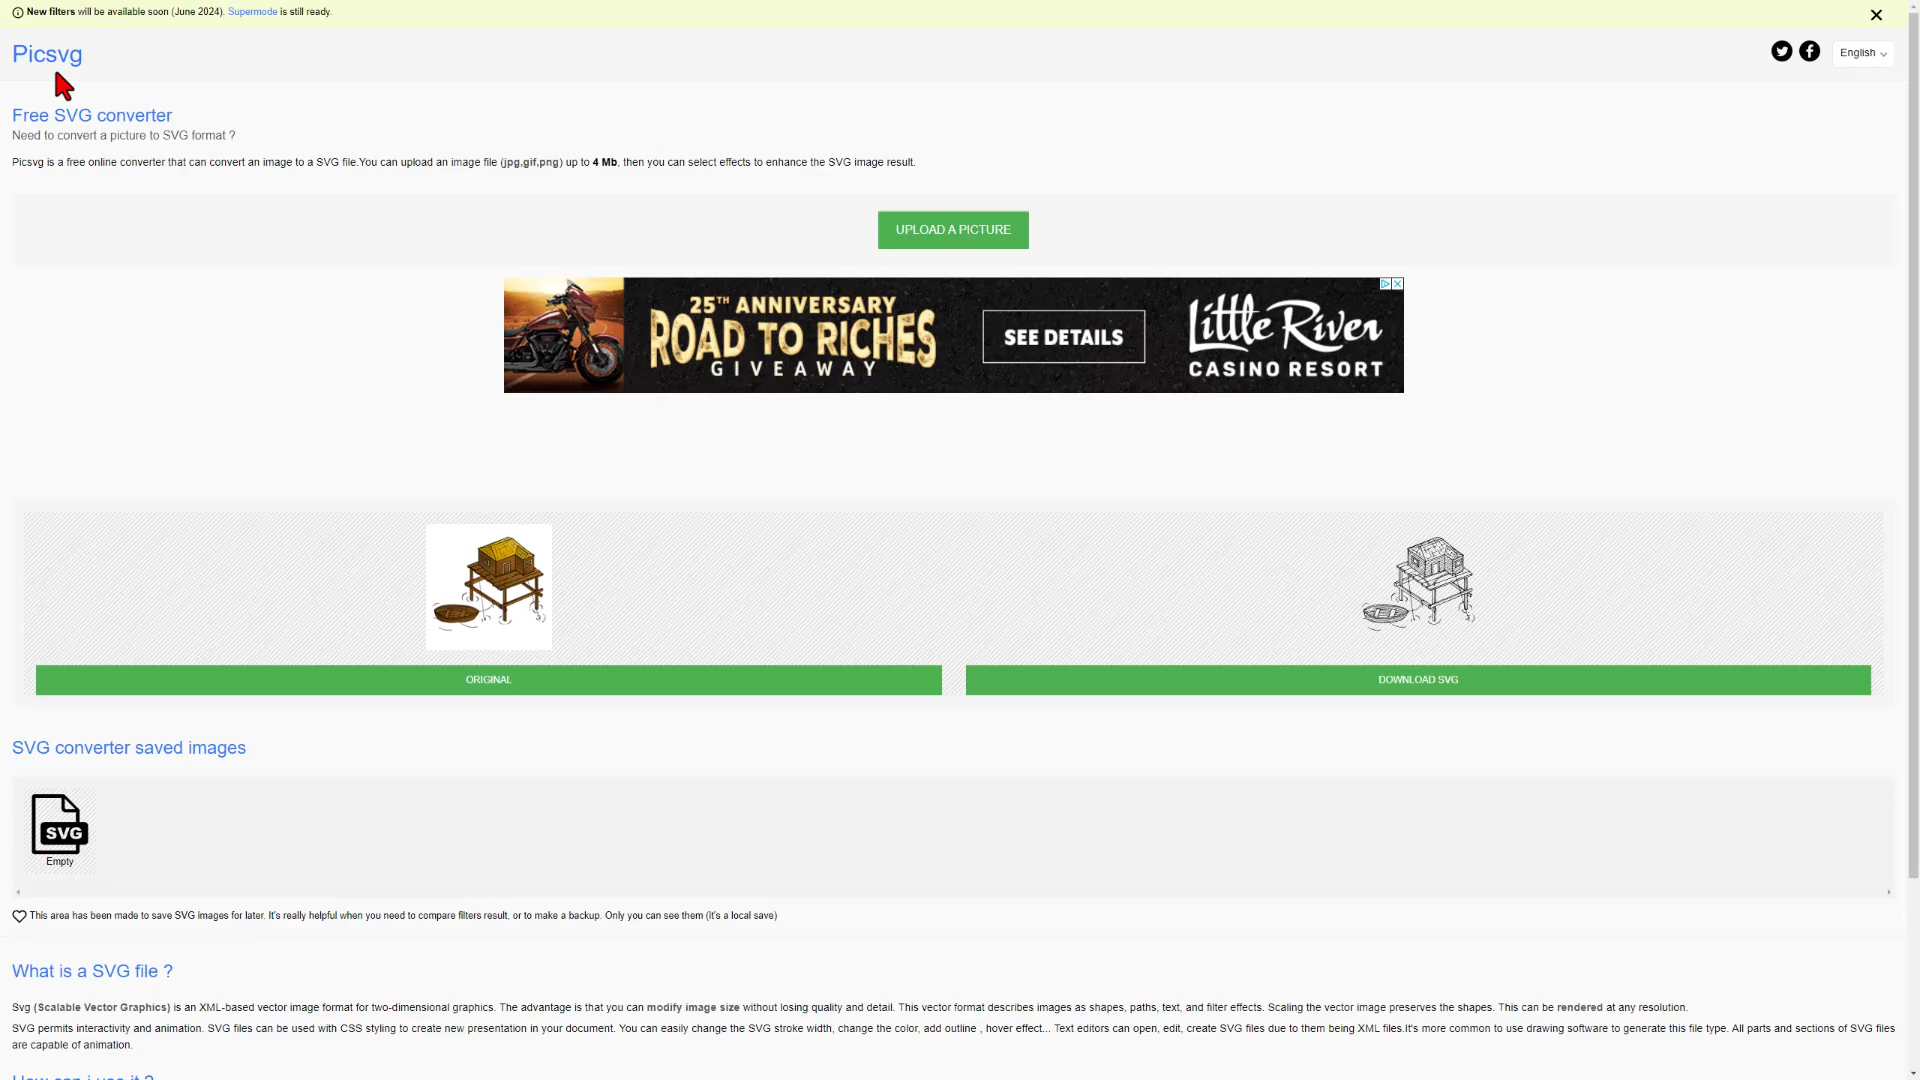 New filters will be available soon (June 2024). Supermode is still ready.
Picsvg
English
Free SVG converter
Need to convert a picture to SVG format ?
Picsvg is a free online converter that can convert an image to a SVG file.You can upload an image file (jpg,gif,png) up to 4 Mb, then you can select effects to enhance the SVG image result.
UPLOAD A PICTURE
25TH ANNIVERSARY
ROAD TO RICHES
GIVEAWAY
SEE DETAILS
Little River
CASINO RESORT
ORIGINAL
DOWNLOAD SVG
SVG converter saved images
SVG
Empty
This area has been made to save SVG images for later. It's really helpful when you need to compare filters result, or to make a backup. Only you can see them (it's a local save)
What is a SVG file ?
Svg (Scalable Vector Graphics) is an XML-based vector image format for two-dimensional graphics. The advantage is that you can modify image size without losing quality and detail. This vector format describes images as shapes, paths, text, and filter effects. Scaling the vector image preserves the shapes. This can be rendered at any resolution.
SVG permits interactivity and animation. SVG files can be used with CSS styling to create new presentation in your document. You can easily change the SVG stroke width, change the color, add outline , hover effect... Text editors can open, edit, create SVG files due to them being XML files.It's more common to use drawing software to generate this file type. All parts and sections of SVG files
are capable of animation.
How can i use it ?